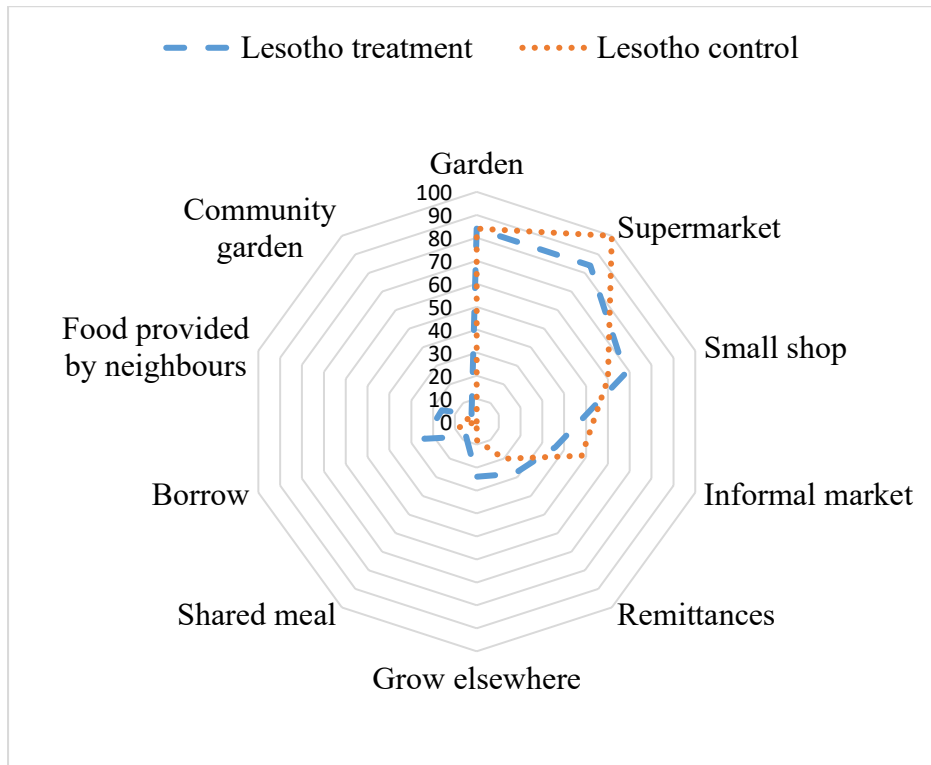 Lesotho treatment
Lesotho control
Garden
Supermarket
Small shop
Informal market
Remittances
Grow elsewhere
Shared meal
Borrow
Food provided
by neighbours
Community
garden
100
90
80
70
60
50
40
30
20
10
0